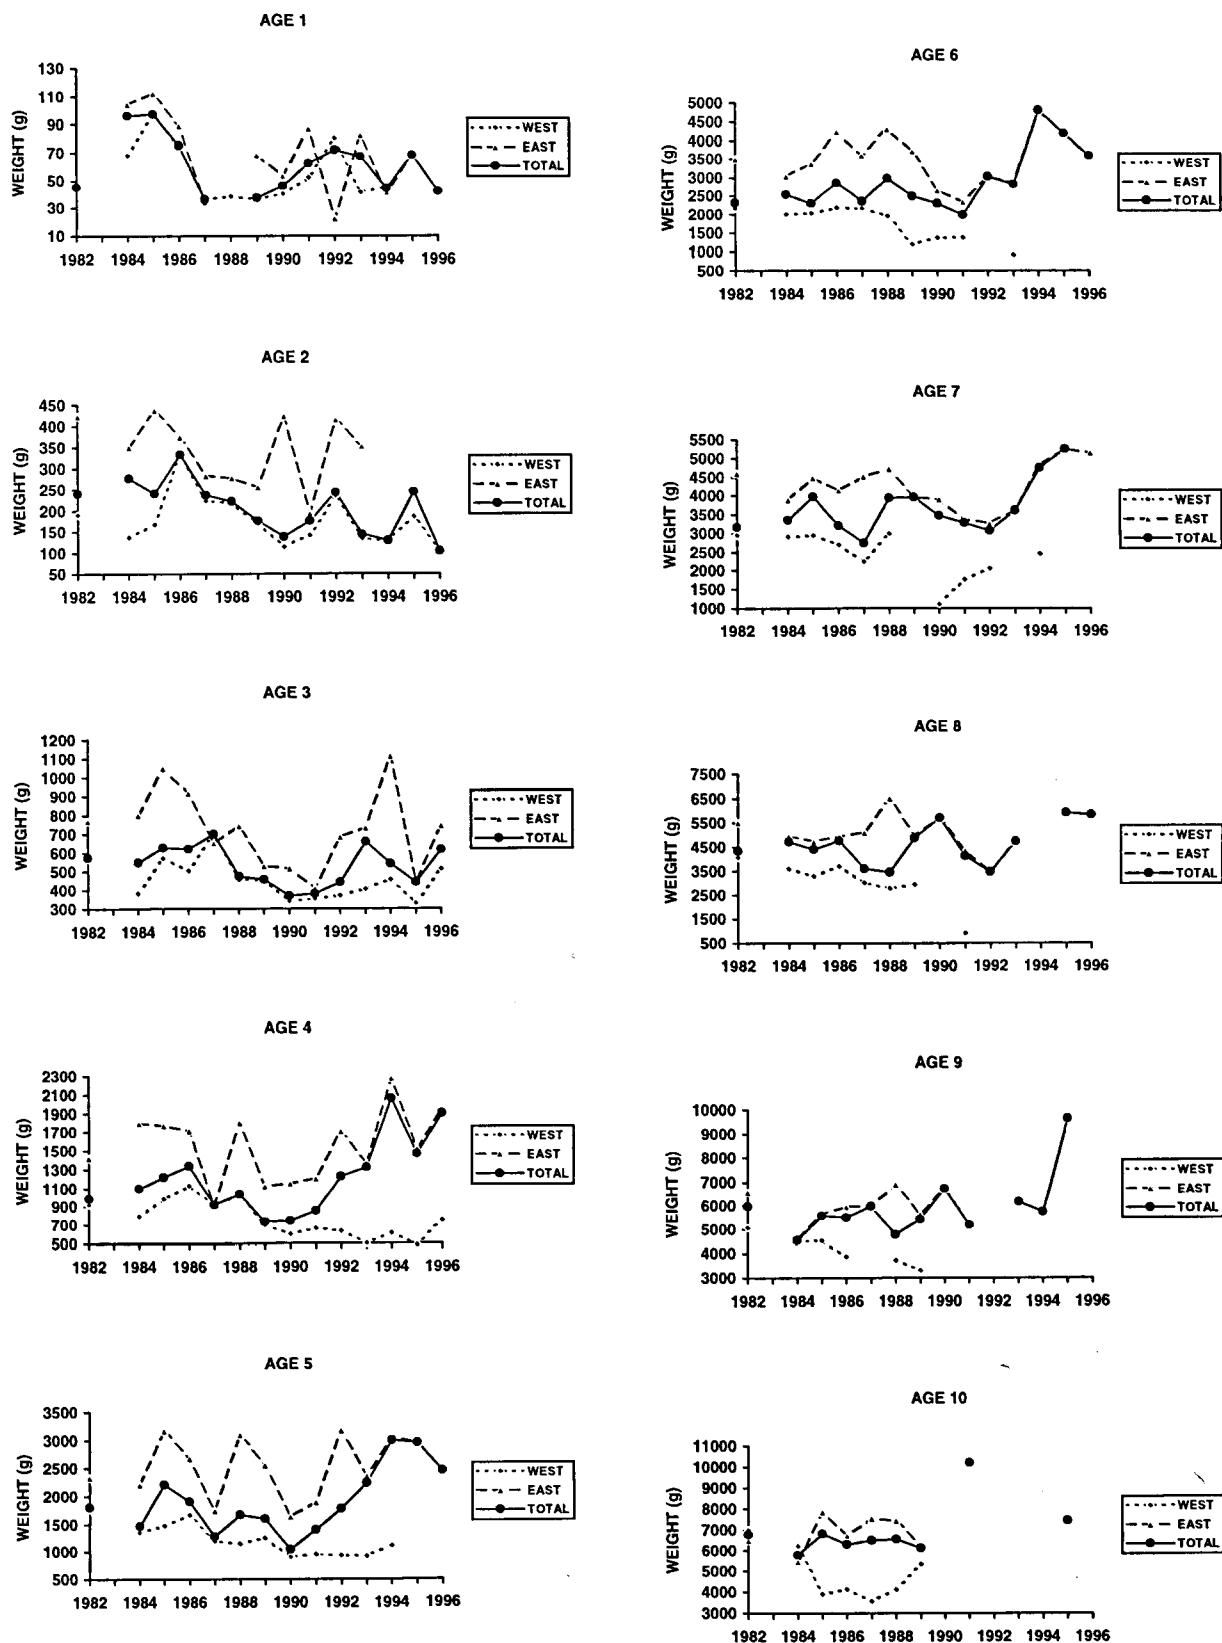 AGE 1
WEIGHT (g)
130
110
90
70
50
30
10
1982 1984 1986 1988 1990 1992 1994 1996
WEST
EAST
TOTAL
AGE 2
WEIGHT (g)
450
400
350
300
250
200
150
100
50
1982 1984 1986 1988 1990 1992 1994 1996
WEST
EAST
TOTAL
AGE 3
WEIGHT (g)
1200
1100
1000
900
800
700
600
500
400
300
1982 1984 1986 1988 1990 1992 1994 1996
WEST
EAST
TOTAL
AGE 4
WEIGHT (g)
2300
2100
1900
1700
1500
1300
1100
900
700
500
1982 1984 1986 1988 1990 1992 1994 1996
WEST
EAST
TOTAL
AGE 5
WEIGHT (g)
3500
3000
2500
2000
1500
1000
500
1982 1984 1986 1988 1990 1992 1994 1996
WEST
EAST
TOTAL
AGE 6
WEIGHT (g)
5000
4500
4000
3500
3000
2500
2000
1500
1000
500
1982 1984 1986 1988 1990 1992 1994 1996
WEST
EAST
TOTAL
AGE 7
WEIGHT (g)
5500
5000
4500
4000
3500
3000
2500
2000
1500
1000
1982 1984 1986 1988 1990 1992 1994 1996
WEST
EAST
TOTAL
AGE 8
WEIGHT (g)
7500
6500
5500
4500
3500
2500
1500
500
1982 1984 1986 1988 1990 1992 1994 1996
WEST
EAST
TOTAL
AGE 9
WEIGHT (g)
10000
9000
8000
7000
6000
5000
4000
3000
1982 1984 1986 1988 1990 1992 1994 1996
WEST
EAST
TOTAL
AGE 10
WEIGHT (g)
11000
10000
9000
8000
7000
6000
5000
4000
3000
1982 1984 1986 1988 1990 1992 1994 1996
WEST
EAST
TOTAL